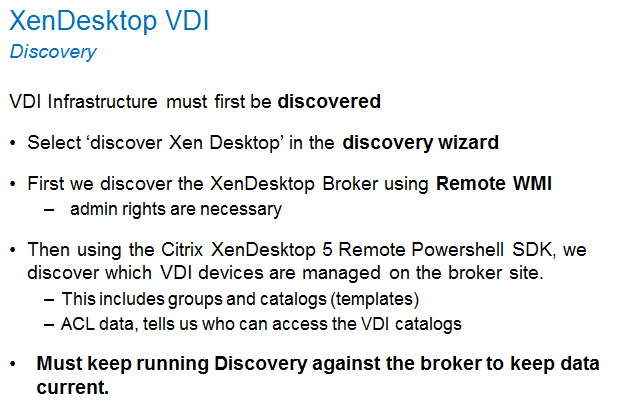 XenDesktop VDI
Discovery
VDI Infrastructure must first be discovered
• Select ‘discover Xen Desktop’ in the discovery wizard
• First we discover the XenDesktop Broker using Remote WMI
– admin rights are necessary
• Then using the Citrix XenDesktop 5 Remote Powershell SDK, we
discover which VDI devices are managed on the broker site.
– This includes groups and catalogs (templates)
– ACL data, tells us who can access the VDI catalogs
• Must keep running Discovery against the broker to keep data
current.